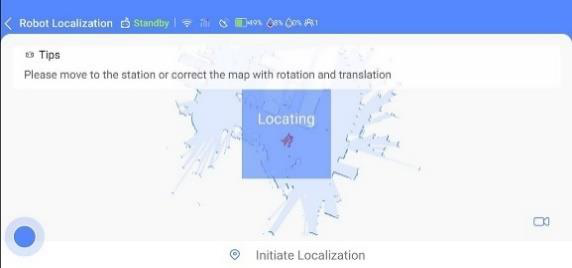 Robot Localization Standby 49% 8% 0% 1
Tips
Please move to the station or correct the map with rotation and translation
Locating
Initiate Localization